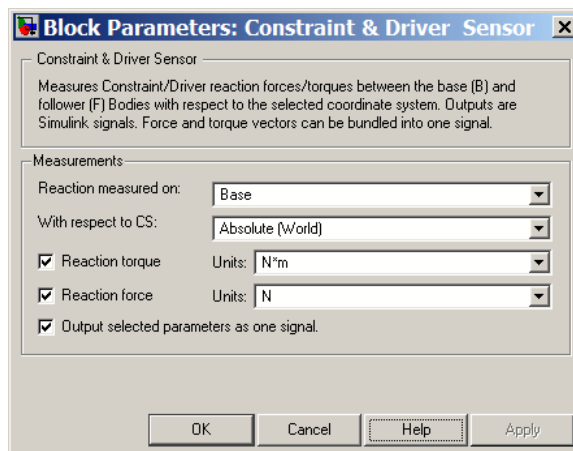 Block Parameters: Constraint & Driver Sensor
Constraint & Driver Sensor
Measures Constraint/Driver reaction forces/torques between the base (B) and
follower (F) Bodies with respect to the selected coordinate system. Outputs are
Simulink signals. Force and torque vectors can be bundled into one signal.
Measurements
Reaction measured on: Base
With respect to CS: Absolute (World)
Reaction torque Units: N*m
Reaction force Units: N
Output selected parameters as one signal.
OK Cancel Help Apply